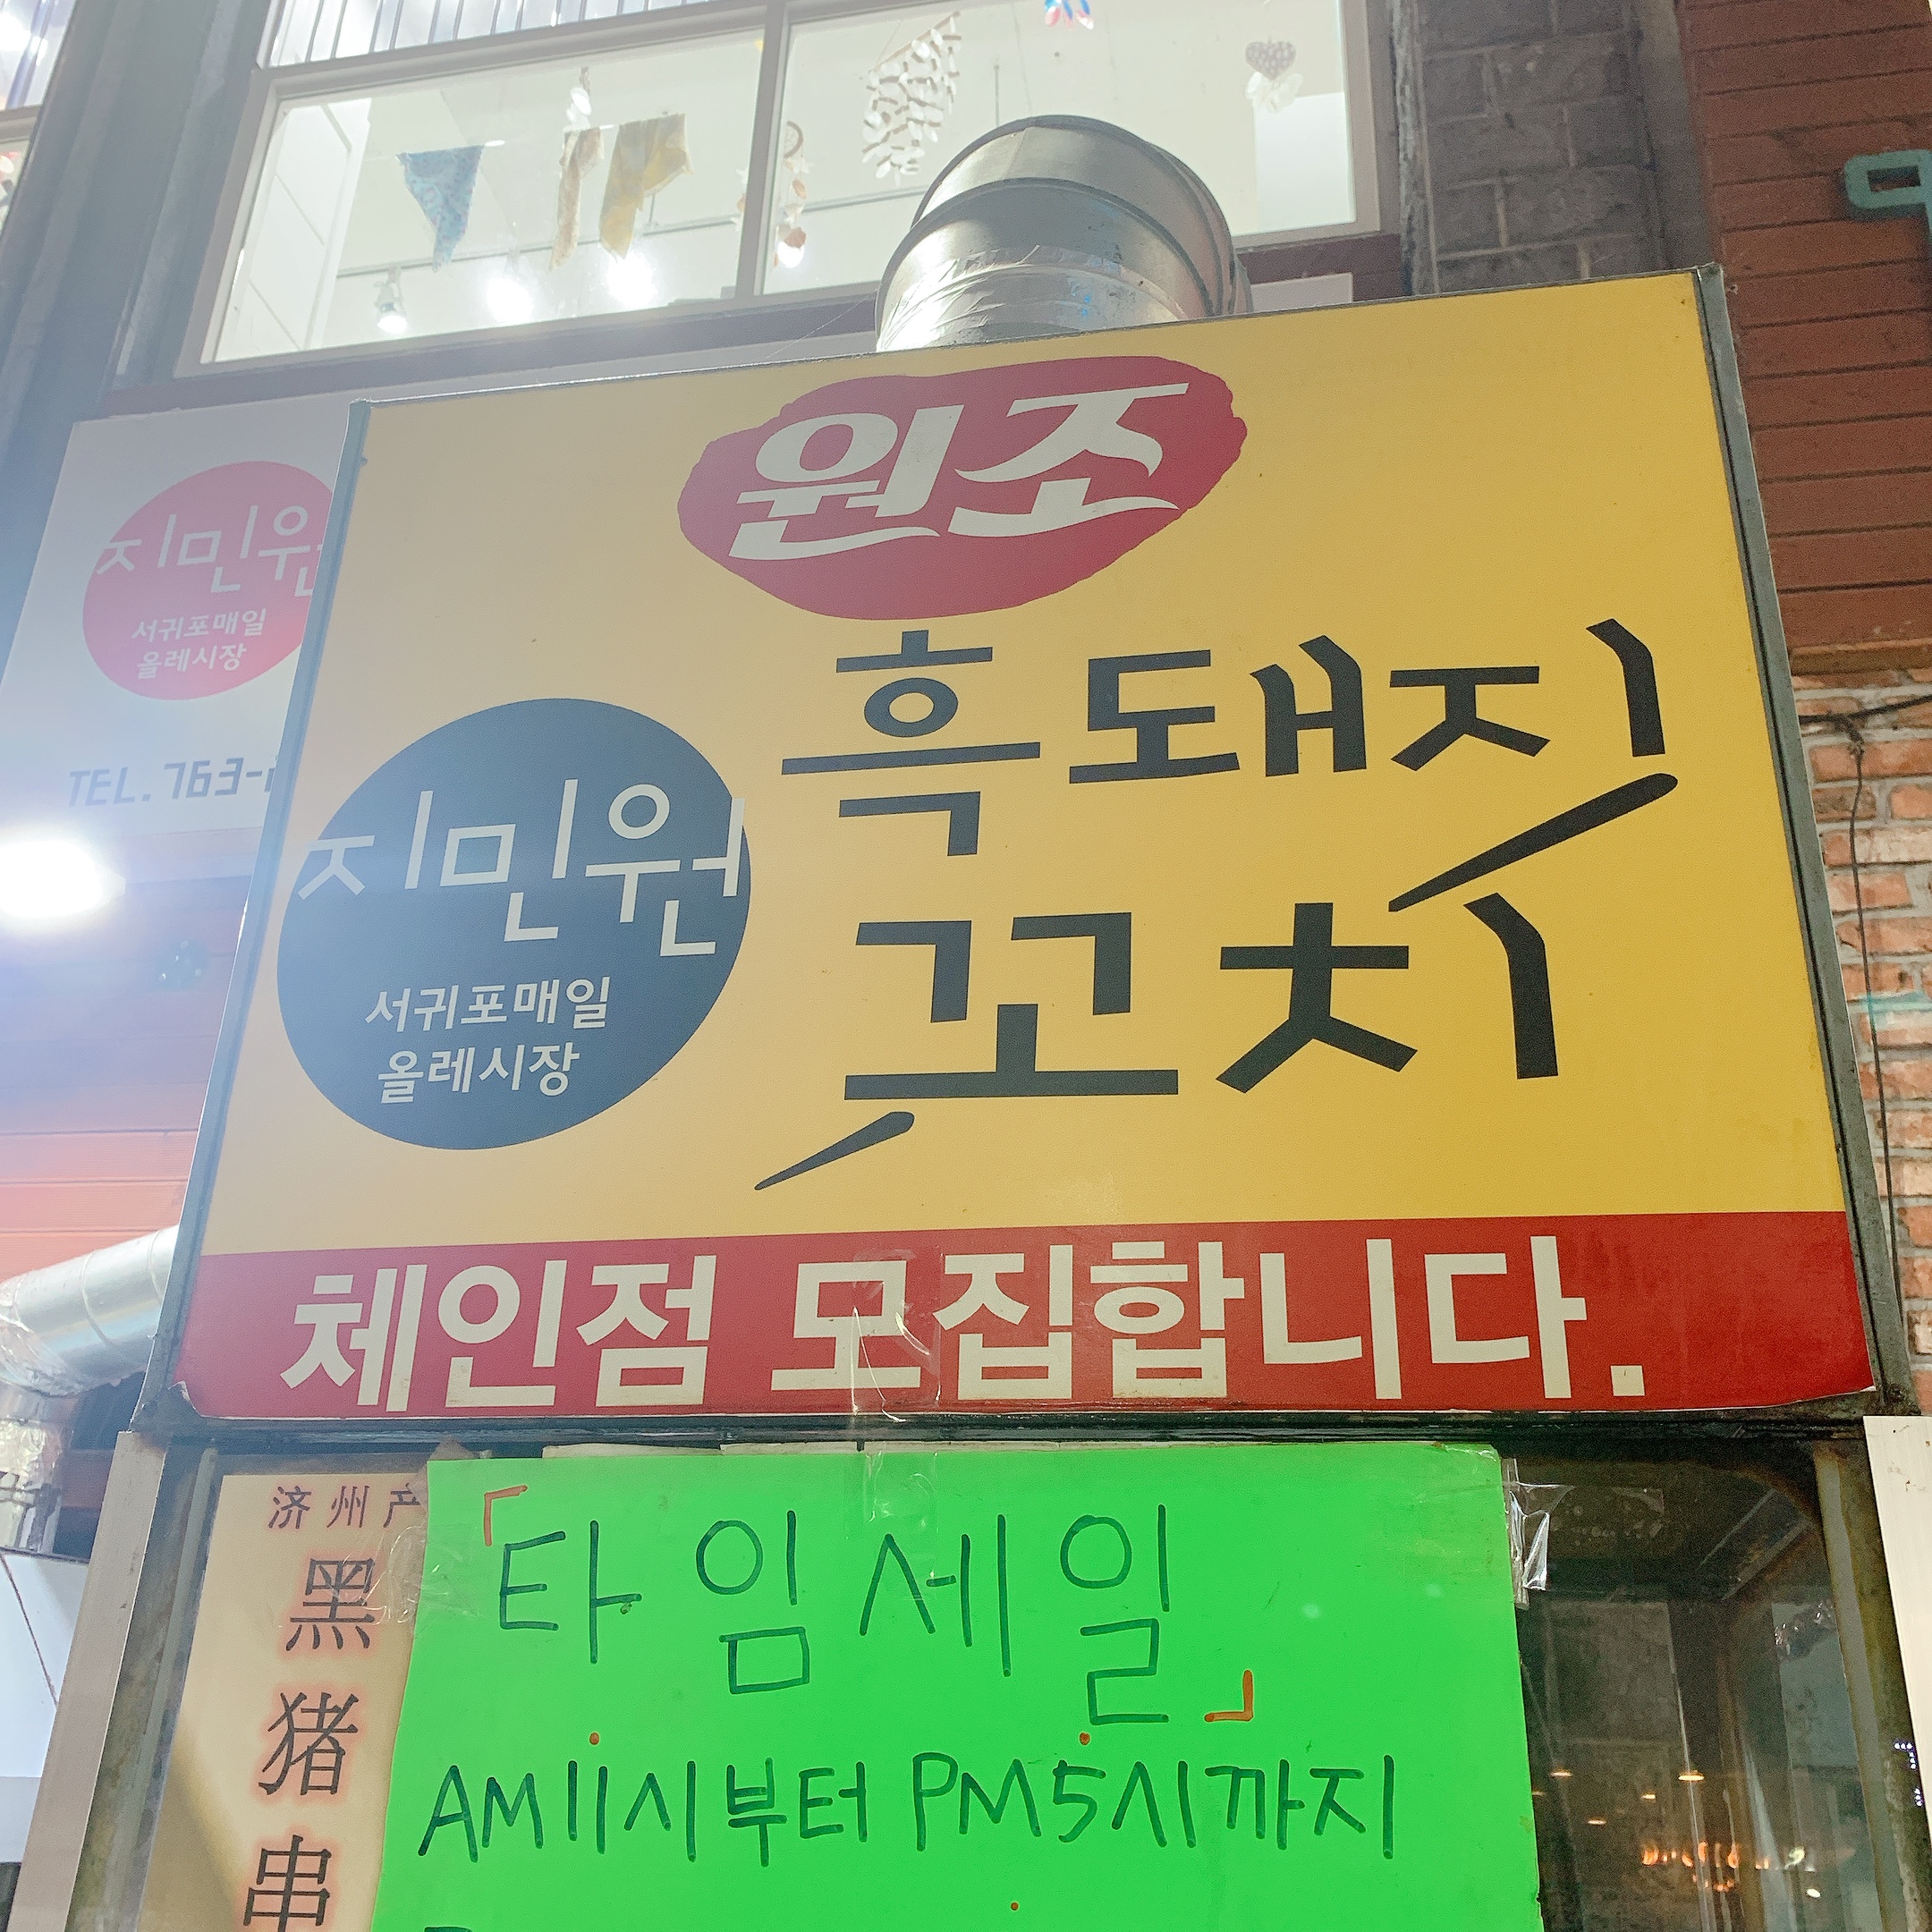 원조
흑돼지
꼬치
지민원
서귀포매일
올레시장
체인점 모집합니다.
지민원
서귀포매일
올레시장
TEL. 763-
济州产
黑
猪
串
「타임세일」
AM11시부터 PM5시까지